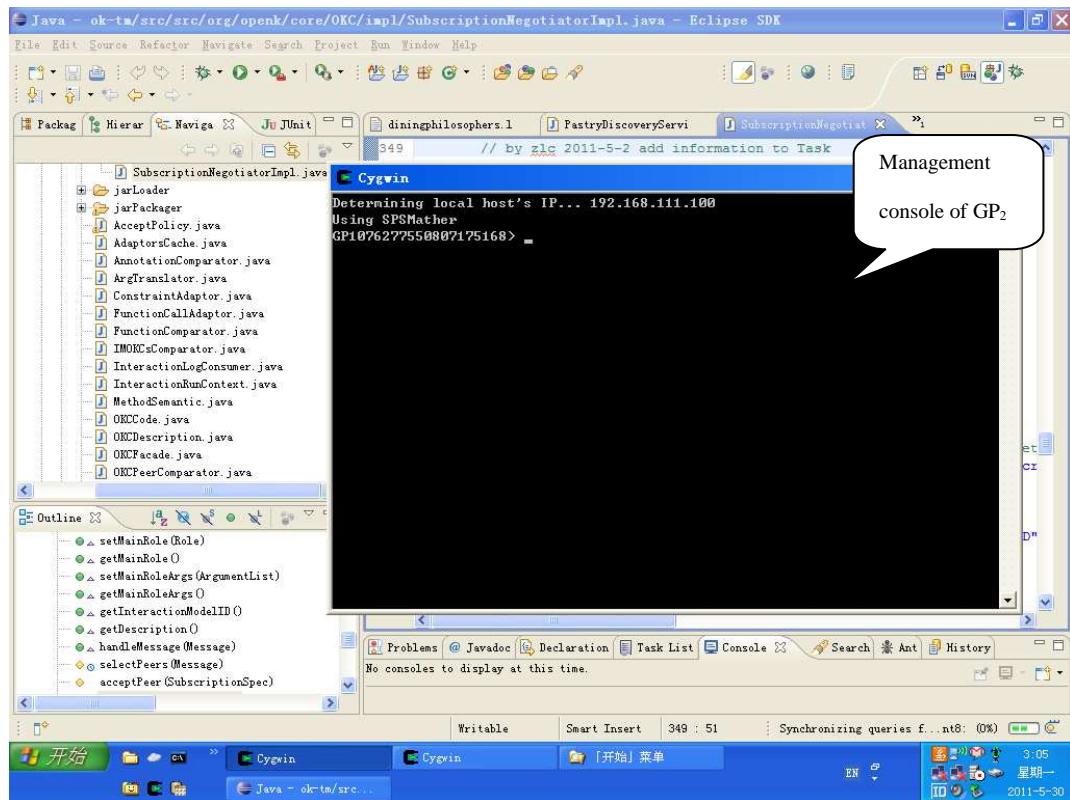 Java - ok-tm/src/src/org/openk/core/OKC/impl/SubscriptionNegotiatorImpl.java - Eclipse SDK
File Edit Source Refactor Navigate Search Project Run Window Help
Packag Hierar Naviga Ju JUnit
diningphilosophers.l PastryDiscoveryServi SubscriptionNegotiat »1
SubscriptionNegotiatorImpl.java
jarLoader
jarPackager
AcceptPolicy.java
AdaptorsCache.java
AnnotationComparator.java
ArgTranslator.java
ConstraintAdaptor.java
FunctionCallAdaptor.java
FunctionComparator.java
IMOKCsComparator.java
InteractionLogConsumer.java
InteractionRunContext.java
MethodSemantic.java
OKCCode.java
OKCDescription.java
OKCFacade.java
OKCPeerComparator.java
349 // by zlc 2011-5-2 add information to Task
Cygwin
Determining local host's IP... 192.168.111.100
Using SPSMather
GP1076277550807175168> _
Management
console of GP₂
et
cr
D"
Outline
setMainRole(Role)
getMainRole()
setMainRoleArgs(ArgumentList)
getMainRoleArgs()
getInteractionModelID()
getDescription()
handleMessage(Message)
selectPeers(Message)
acceptPeer(SubscriptionSpec)
Problems @ Javadoc Declaration Task List Console Search Ant History
No consoles to display at this time.
Writable Smart Insert 349 : 51 Synchronizing queries f...nt8: (0%)
开始 Cygwin Cygwin 「开始」菜单 EN 3:05
星期一
Java - ok-tm/src... 2011-5-30